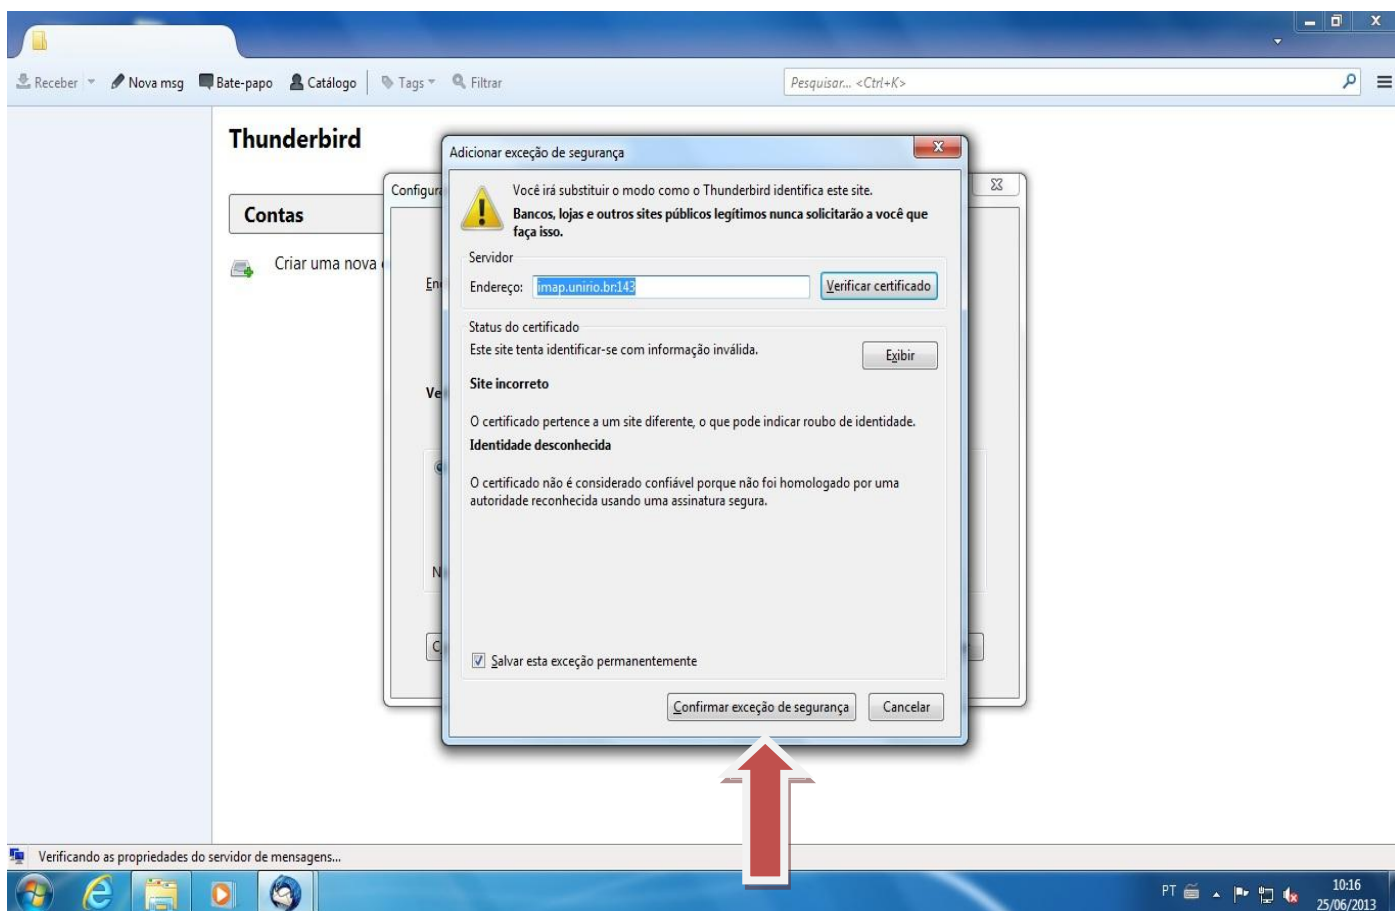 Receber
Nova msg
Bate-papo
Catálogo
Tags
Filtrar
Pesquisar... <Ctrl+K>
Thunderbird
Contas
Criar uma nova
Adicionar exceção de segurança
Você irá substituir o modo como o Thunderbird identifica este site.
Bancos, lojas e outros sites públicos legítimos nunca solicitarão a você que
faça isso.
Servidor
Endereço: imap.unirio.br:143
Verificar certificado
Status do certificado
Este site tenta identificar-se com informação inválida.
Exibir
Site incorreto
O certificado pertence a um site diferente, o que pode indicar roubo de identidade.
Identidade desconhecida
O certificado não é considerado confiável porque não foi homologado por uma
autoridade reconhecida usando uma assinatura segura.
Salvar esta exceção permanentemente
Confirmar exceção de segurança
Cancelar
Verificando as propriedades do servidor de mensagens...
PT
10:16
25/06/2013